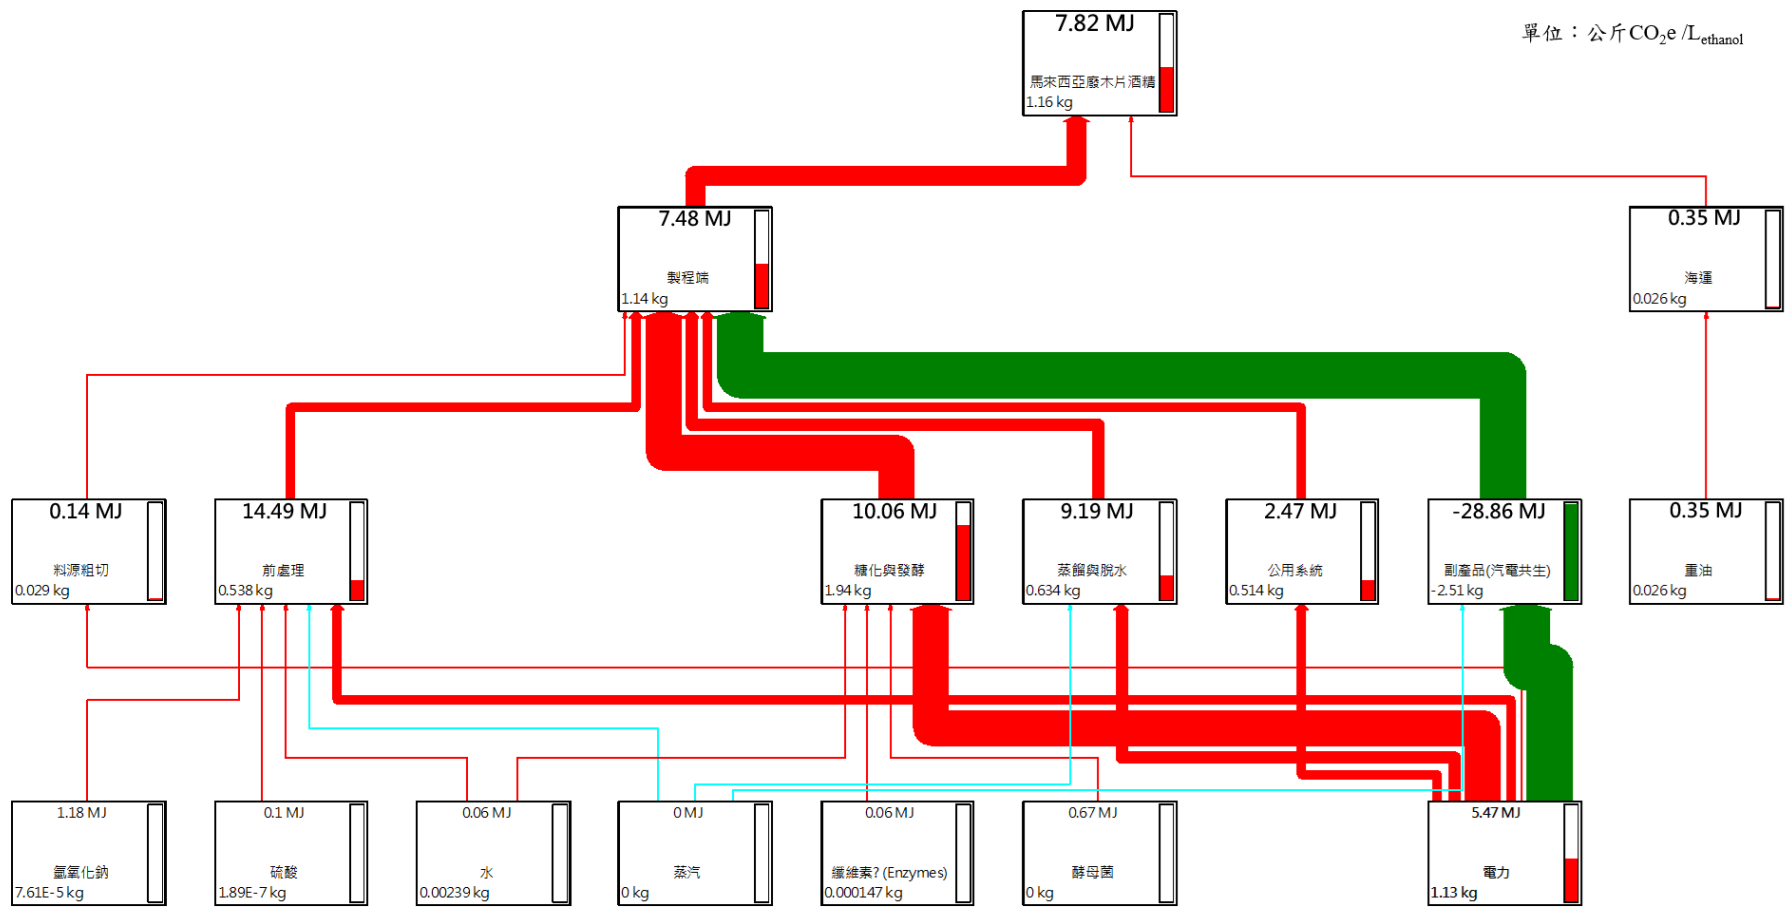 單位：公斤CO₂e /Lethanol
7.82 MJ
馬來西亞廢木片酒精
1.16 kg
7.48 MJ
製程端
1.14 kg
0.35 MJ
海運
0.026 kg
0.14 MJ
料源粗切
0.029 kg
14.49 MJ
前處理
0.538 kg
10.06 MJ
糖化與發酵
1.94 kg
9.19 MJ
蒸餾與脫水
0.634 kg
2.47 MJ
公用系統
0.514 kg
-28.86 MJ
副產品(汽電共生)
-2.51 kg
0.35 MJ
重油
0.026 kg
1.18 MJ
氫氧化鈉
7.61E-5 kg
0.1 MJ
硫酸
1.89E-7 kg
0.06 MJ
水
0.00239 kg
0 MJ
蒸汽
0 kg
0.06 MJ
纖維素? (Enzymes)
0.000147 kg
0.67 MJ
酵母菌
0 kg
5.47 MJ
電力
1.13 kg